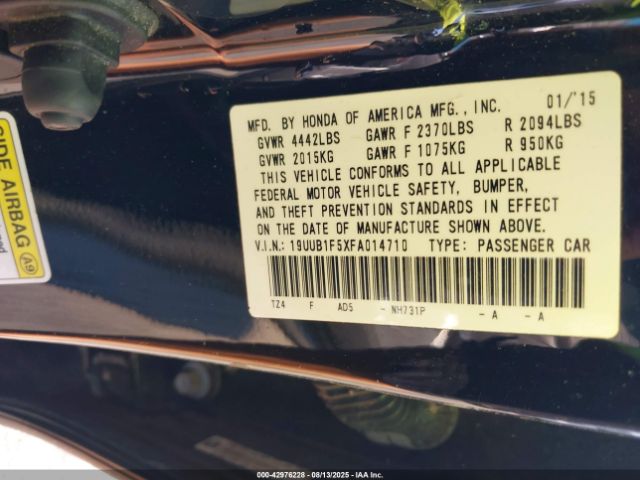 MFD. BY HONDA OF AMERICA MFG., INC. 01/'15
GVWR 4442LBS GAWR F 2370LBS R 2094LBS
GVWR 2015KG GAWR F 1075KG R 950KG
THIS VEHICLE CONFORMS TO ALL APPLICABLE
FEDERAL MOTOR VEHICLE SAFETY, BUMPER,
AND THEFT PREVENTION STANDARDS IN EFFECT
ON THE DATE OF MANUFACTURE SHOWN ABOVE.
V.I.N.: 19UUB1F5XFA014710 TYPE: PASSENGER CAR
TZ4 F AD5 - NH731P - A - A
SIDE AIRBAG
A9
000-42976228 | 08/13/2025 | IAA Inc.